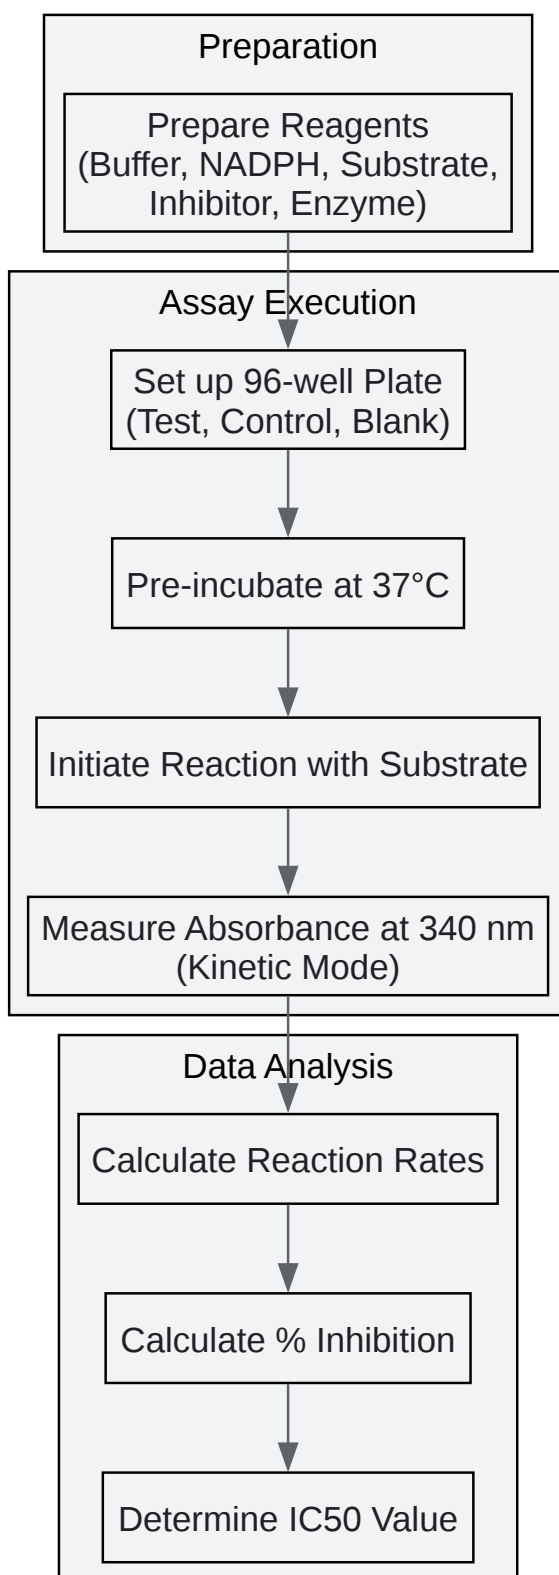 Preparation
Prepare Reagents
(Buffer, NADPH, Substrate,
Inhibitor, Enzyme)
Assay Execution
Set up 96-well Plate
(Test, Control, Blank)
Pre-incubate at 37°C
Initiate Reaction with Substrate
Measure Absorbance at 340 nm
(Kinetic Mode)
Data Analysis
Calculate Reaction Rates
Calculate % Inhibition
Determine IC50 Value